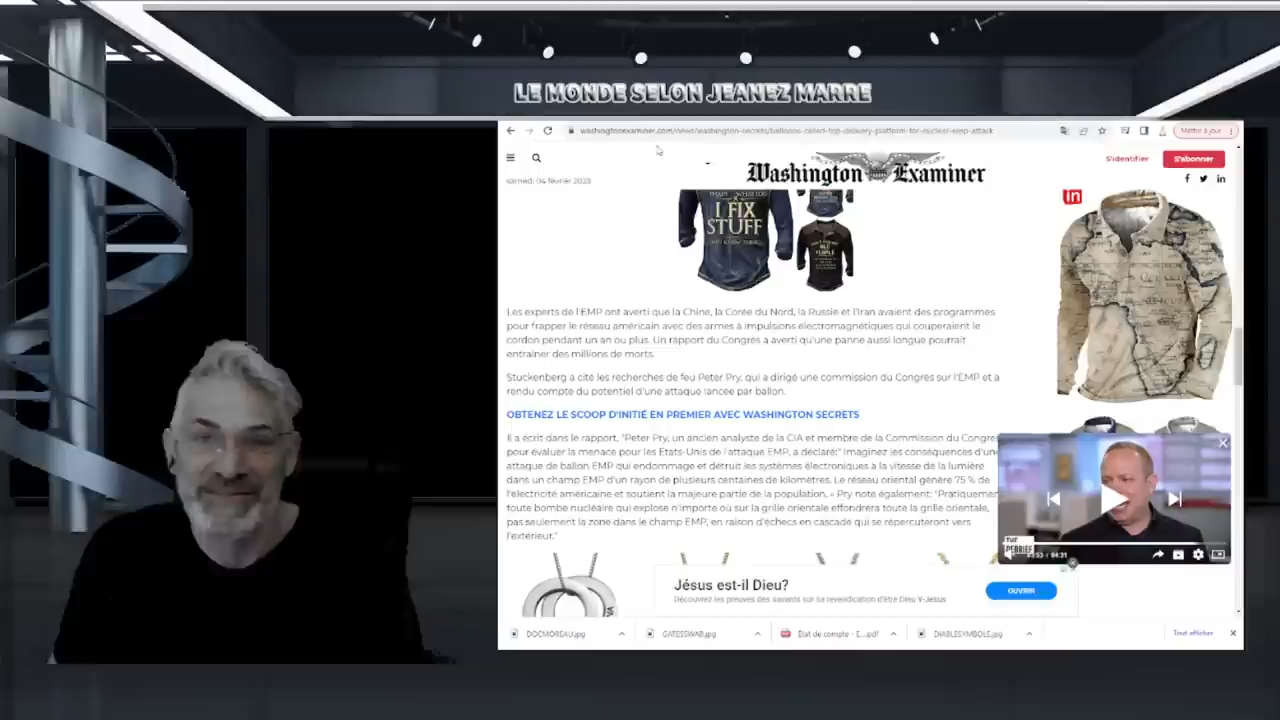 LE MONDE SELON JEANEZ MARRE
washingtonexaminer.com/news/washington-secrets/balloons-called-top-delivery-platform-for-nuclear-emp-attack
Mettre à jour
Washington Examiner
S'identifier
S'abonner
samedi, 04 février 2023
I FIX
STUFF
Les experts de l'EMP ont averti que la Chine, la Corée du Nord, la Russie et l'Iran avaient des programmes
pour frapper le réseau américain avec des armes à impulsions électromagnétiques qui couperaient le
cordon pendant un an ou plus. Un rapport du Congrès a averti qu'une panne aussi longue pourrait
entraîner des millions de morts.
Stuckenberg a cité les recherches de feu Peter Pry, qui a dirigé une commission du Congrès sur l'EMP et a
rendu compte du potentiel d'une attaque lancée par ballon.
OBTENEZ LE SCOOP D'INITIÉ EN PREMIER AVEC WASHINGTON SECRETS
Il a écrit dans le rapport, "Peter Pry, un ancien analyste de la CIA et membre de la Commission du Congrès
pour évaluer la menace pour les États-Unis de l'attaque EMP, a déclaré:" Imaginez les conséquences d'une
attaque de ballon EMP qui endommage et détruit les systèmes électroniques à la vitesse de la lumière
dans un champ EMP d'un rayon de plusieurs centaines de kilomètres. Le réseau oriental génère 75 % de
l'électricité américaine et soutient la majeure partie de la population. « Pry note également: "Pratiquemen
toute bombe nucléaire qui explose n'importe où sur la grille orientale effondrera toute la grille orientale,
pas seulement la zone dans le champ EMP, en raison d'échecs en cascade qui se répercuteront vers
l'extérieur."
THE
DEBRIEF
Jésus est-il Dieu?
Découvrez les preuves des savants sur sa revendication d'être Dieu Y-Jesus
OUVRIR
DOCMOREAU.jpg
GATESSWAB.jpg
État de compte - E....pdf
DIABLESYMBOLE.jpg
Tout afficher